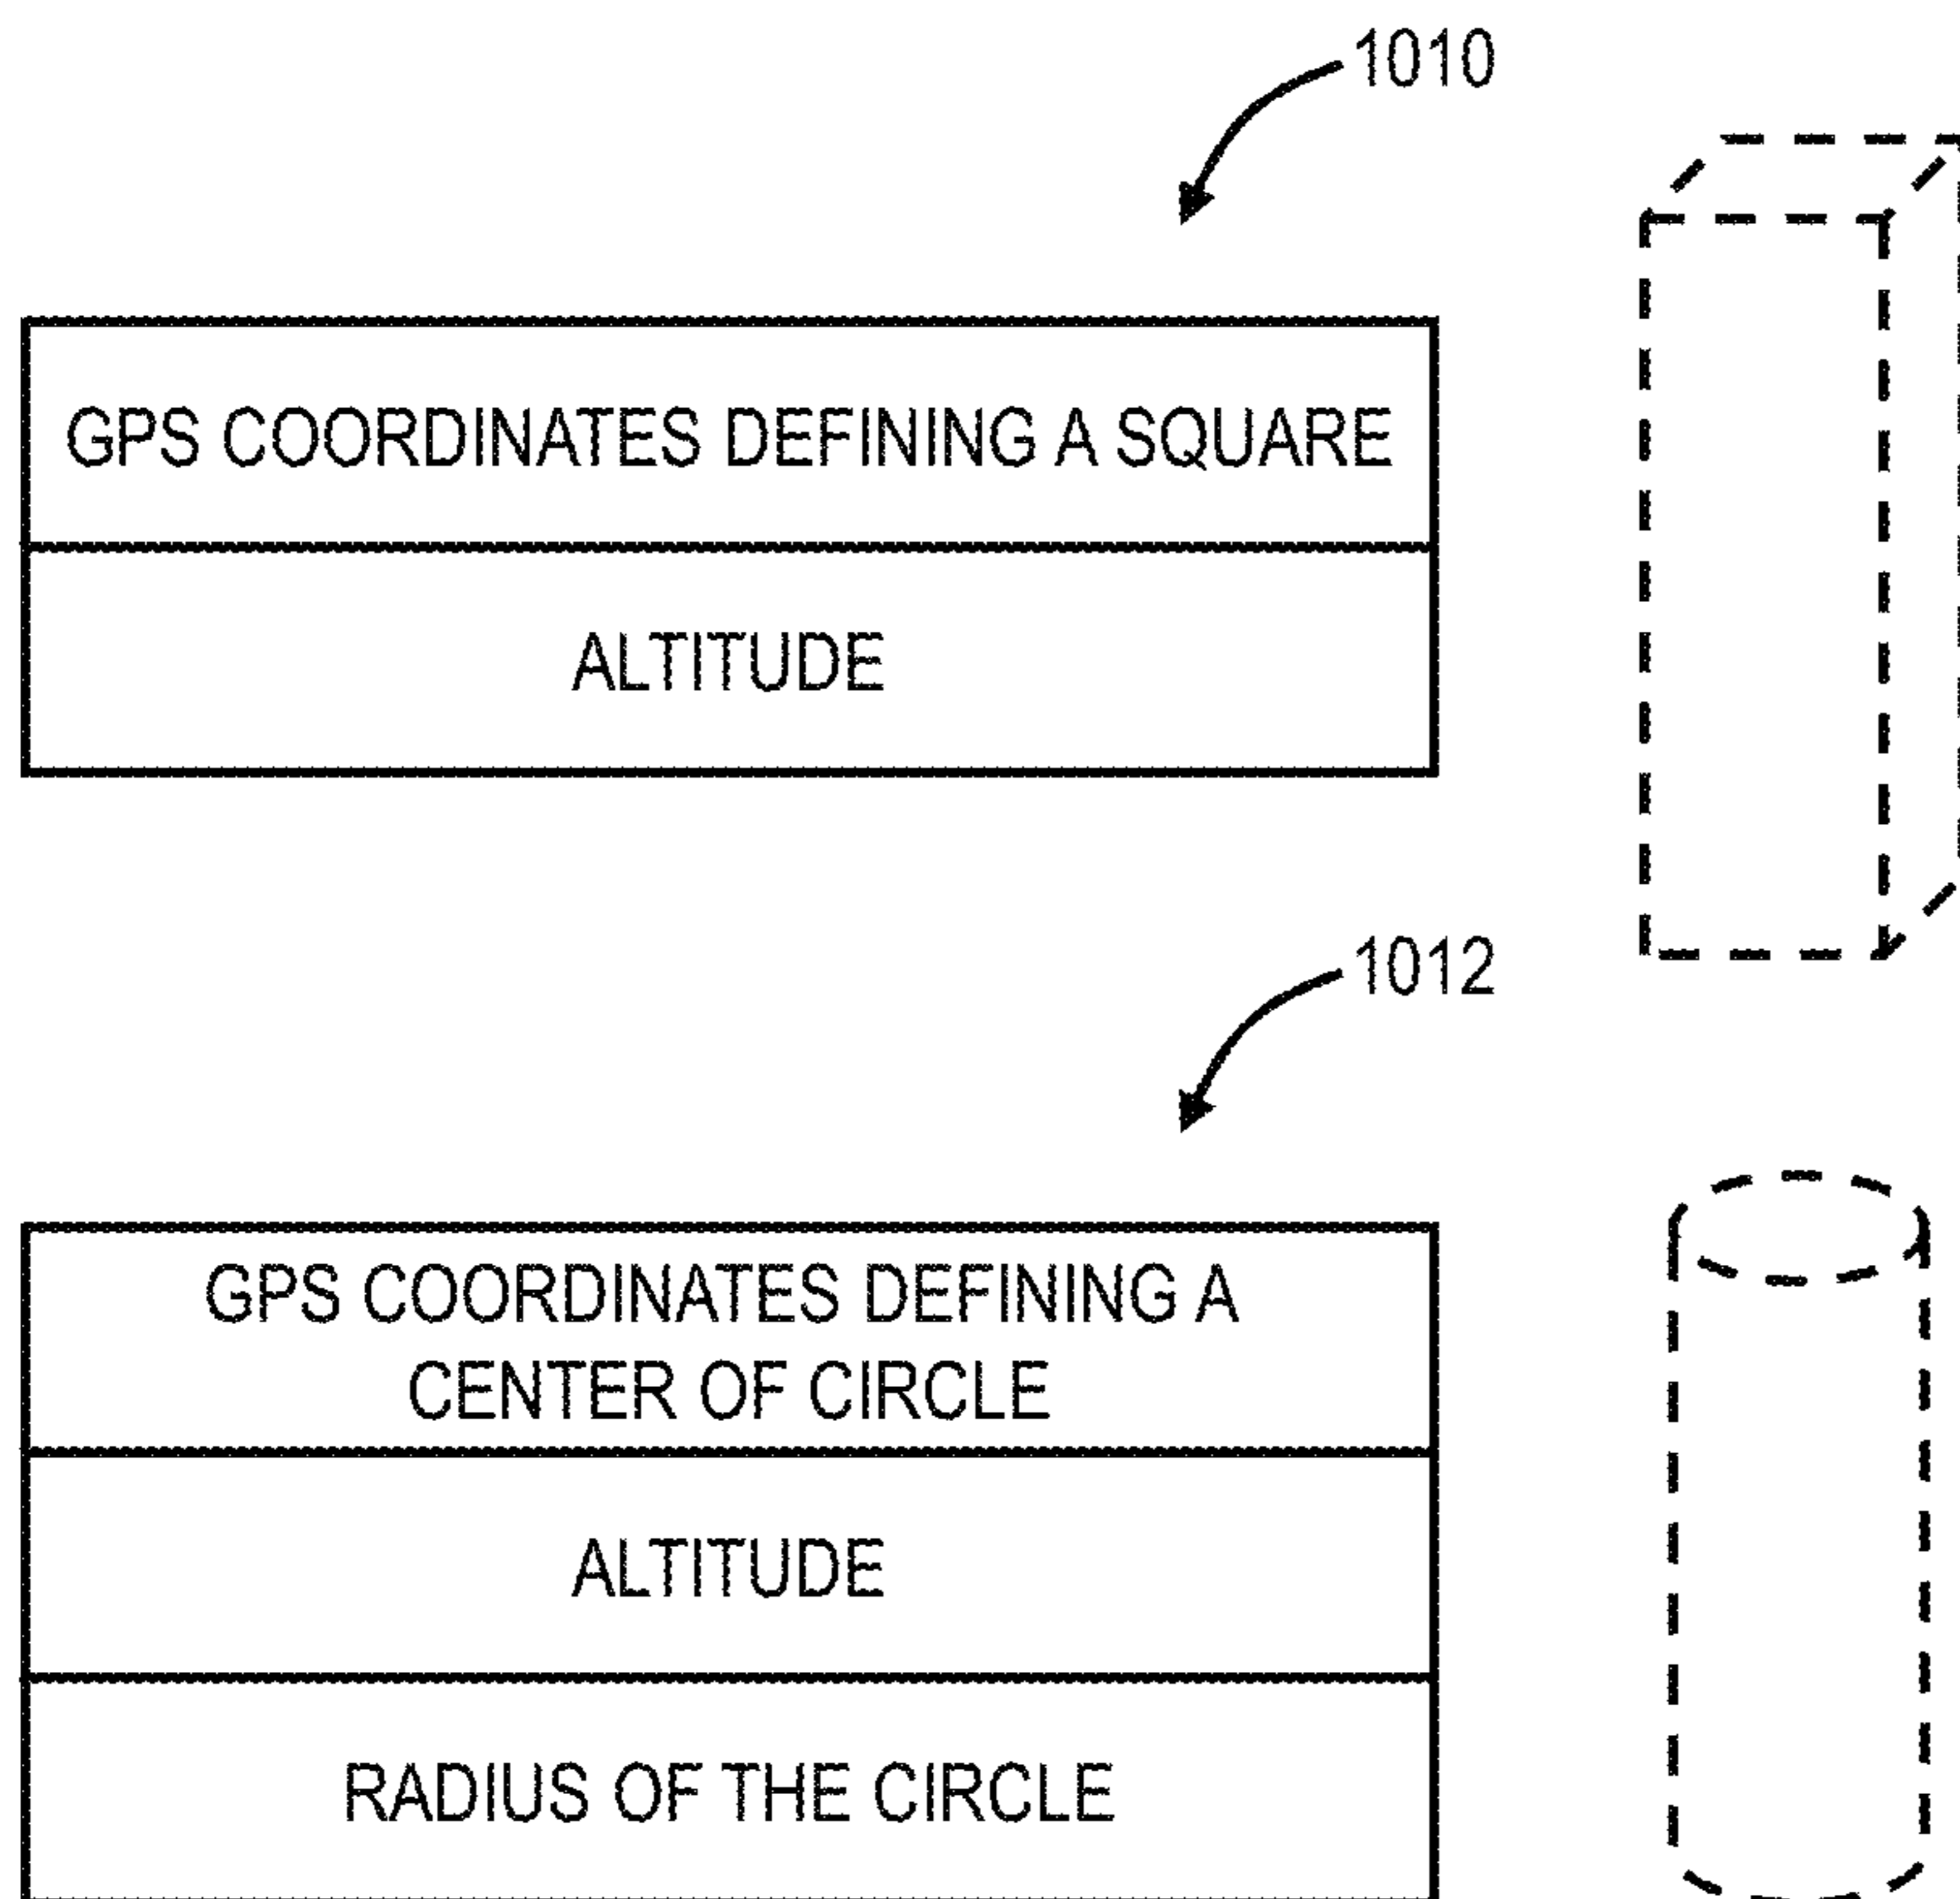 1010
GPS COORDINATES DEFINING A SQUARE
ALTITUDE
1012
GPS COORDINATES DEFINING A
CENTER OF CIRCLE
ALTITUDE
RADIUS OF THE CIRCLE